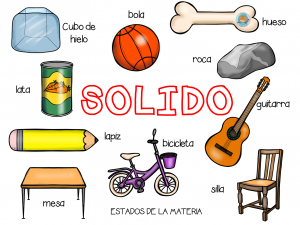 bola
hueso
Cubo de
hielo
roca
lata
SOLIDO
guitarra
lapiz
bicicleta
silla
mesa
ESTADOS DE LA MATERIA